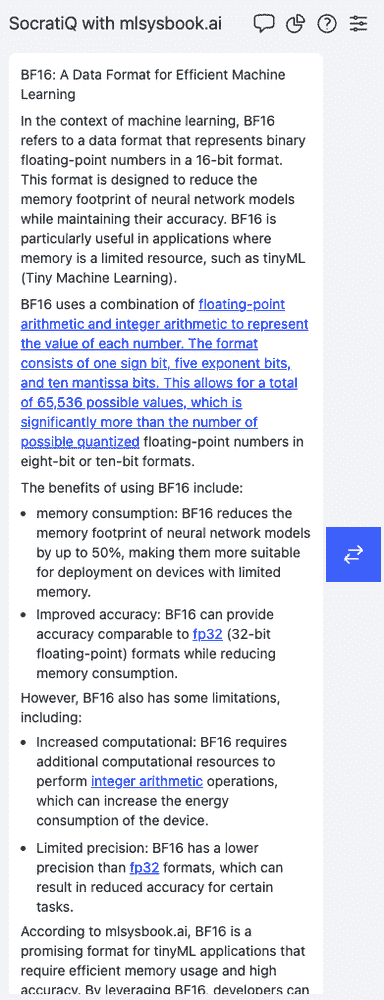 SocratiQ with mlsysbook.ai
BF16: A Data Format for Efficient Machine
Learning
In the context of machine learning, BF16
refers to a data format that represents binary
floating-point numbers in a 16-bit format.
This format is designed to reduce the
memory footprint of neural network models
while maintaining their accuracy. BF16 is
particularly useful in applications where
memory is a limited resource, such as tinyML
(Tiny Machine Learning).
BF16 uses a combination of floating-point
arithmetic and integer arithmetic to represent
the value of each number. The format
consists of one sign bit, five exponent bits,
and ten mantissa bits. This allows for a total
of 65,536 possible values, which is
significantly more than the number of
possible quantized floating-point numbers in
eight-bit or ten-bit formats.
The benefits of using BF16 include:
• memory consumption: BF16 reduces the
memory footprint of neural network models
by up to 50%, making them more suitable
for deployment on devices with limited
memory.
• Improved accuracy: BF16 can provide
accuracy comparable to fp32 (32-bit
floating-point) formats while reducing
memory consumption.
However, BF16 also has some limitations,
including:
• Increased computational: BF16 requires
additional computational resources to
perform integer arithmetic operations,
which can increase the energy
consumption of the device.
• Limited precision: BF16 has a lower
precision than fp32 formats, which can
result in reduced accuracy for certain
tasks.
According to mlsysbook.ai, BF16 is a
promising format for tinyML applications that
require efficient memory usage and high
accuracy. By leveraging BF16, developers can